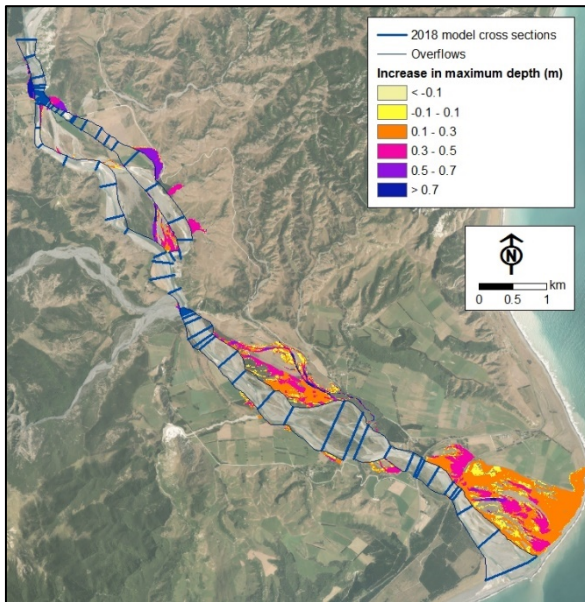 2018 model cross sections
Overflows
Increase in maximum depth (m)
< -0.1
-0.1 - 0.1
0.1 - 0.3
0.3 - 0.5
0.5 - 0.7
> 0.7
N
km
0 0.5 1